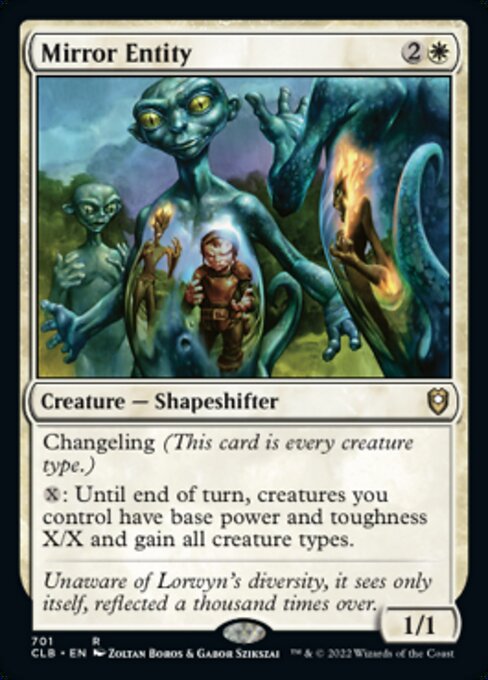 Mirror Entity 2
Creature — Shapeshifter
Changeling (This card is every creature
type.)
X: Until end of turn, creatures you
control have base power and toughness
X/X and gain all creature types.
Unaware of Lorwyn's diversity, it sees only
itself, reflected a thousand times over.
1/1
701 R
CLB • EN Zoltan Boros & Gabor Szikszai ™ & © 2022 Wizards of the Coast